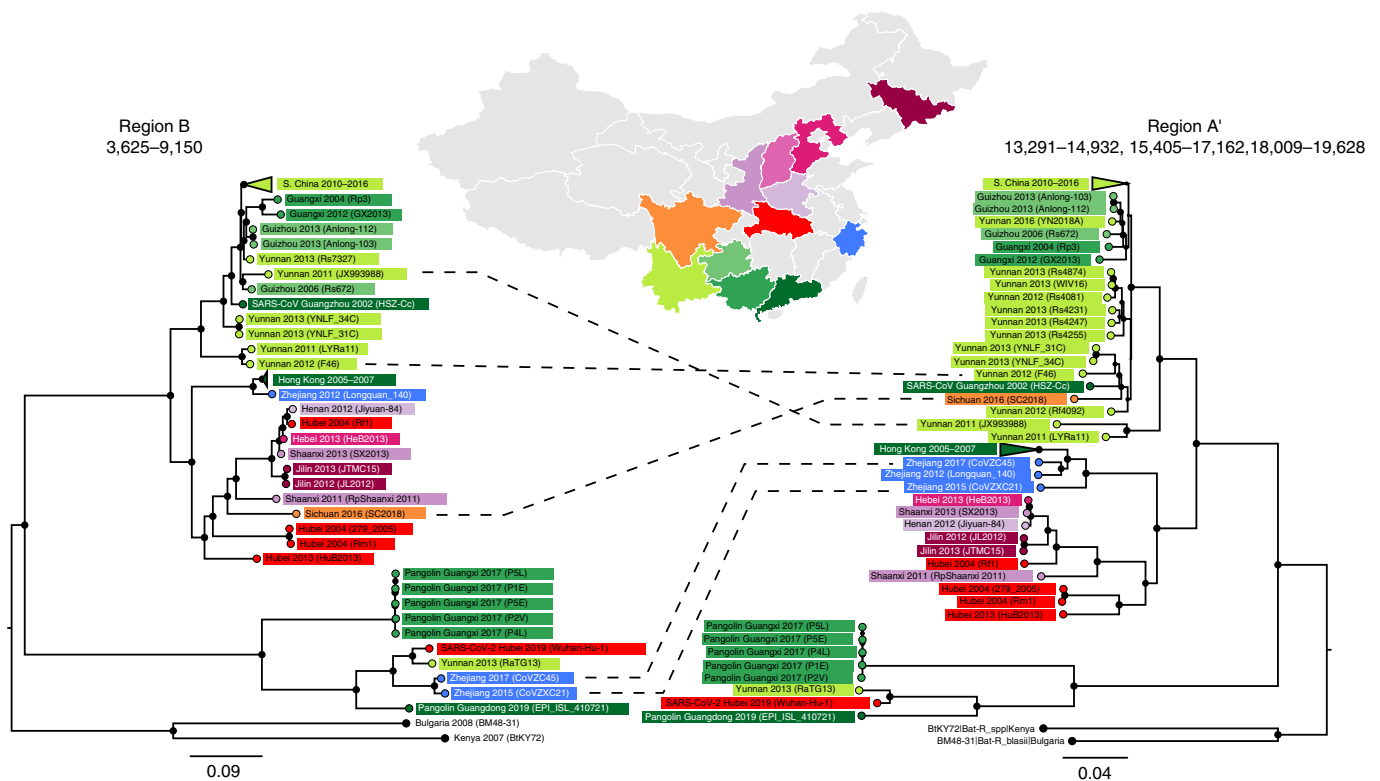 Region B
3,625–9,150
S. China 2010–2016
Guangxi 2004 (Rp3)
Guangxi 2012 (GX2013)
Guizhou 2013 (Anlong-112)
Guizhou 2013 [Anlong-103)
Yunnan 2013 (Rs7327)
Yunnan 2011 (JX993988)
Guizhou 2006 (Rs672)
SARS-CoV Guangzhou 2002 (HSZ-Cc)
Yunnan 2013 (YNLF_34C)
Yunnan 2013 (YNLF_31C)
Yunnan 2011 (LYRa11)
Yunnan 2012 (F46)
Hong Kong 2005–2007
Zhejiang 2012 (Longquan_140)
Henan 2012 (Jiyuan-84)
Hubei 2004 (Rf1)
Hebei 2013 (HeB2013)
Shaanxi 2013 (SX2013)
Jilin 2013 (JTMC15)
Jilin 2012 (JL2012)
Shaanxi 2011 (RpShaanxi 2011)
Sichuan 2016 (SC2018)
Hubei 2004 (279_2005)
Hubei 2004 (Rm1)
Hubei 2013 (HuB2013)
Pangolin Guangxi 2017 (P5L)
Pangolin Guangxi 2017 (P1E)
Pangolin Guangxi 2017 (P5E)
Pangolin Guangxi 2017 (P2V)
Pangolin Guangxi 2017 (P4L)
SARS-CoV-2 Hubei 2019 (Wuhan-Hu-1)
Yunnan 2013 (RaTG13)
Zhejiang 2017 (CoVZC45)
Zhejiang 2015 (CoVZXC21)
Pangolin Guangdong 2019 (EPI_ISL_410721)
Bulgaria 2008 (BM48-31)
Kenya 2007 (BtKY72)
0.09
Region A'
13,291–14,932, 15,405–17,162,18,009–19,628
S. China 2010–2016
Guizhou 2013 (Anlong-103)
Guizhou 2013 (Anlong-112)
Yunnan 2016 (YN2018A)
Guizhou 2006 (Rs672)
Guangxi 2004 (Rp3)
Guangxi 2012 (GX2013)
Yunnan 2013 (Rs4874)
Yunnan 2013 (WIV16)
Yunnan 2012 (Rs4081)
Yunnan 2013 (Rs4231)
Yunnan 2013 (Rs4247)
Yunnan 2013 (Rs4255)
Yunnan 2013 (YNLF_31C)
Yunnan 2013 (YNLF_34C)
Yunnan 2012 (F46)
SARS-CoV Guangzhou 2002 (HSZ-Cc)
Sichuan 2016 (SC2018)
Yunnan 2012 (Rf4092)
Yunnan 2011 (JX993988)
Yunnan 2011 (LYRa11)
Hong Kong 2005–2007
Zhejiang 2017 (CoVZC45)
Zhejiang 2012 (Longquan_140)
Zhejiang 2015 (CoVZXC21)
Hebei 2013 (HeB2013)
Shaanxi 2013 (SX2013)
Henan 2012 (Jiyuan-84)
Jilin 2012 (JL2012)
Jilin 2013 (JTMC15)
Hubei 2004 (Rf1)
Shaanxi 2011 (RpShaanxi 2011)
Hubei 2004 (279_2005)
Hubei 2004 (Rm1)
Hubei 2013 (HuB2013)
Pangolin Guangxi 2017 (P5L)
Pangolin Guangxi 2017 (P5E)
Pangolin Guangxi 2017 (P4L)
Pangolin Guangxi 2017 (P1E)
Pangolin Guangxi 2017 (P2V)
Yunnan 2013 (RaTG13)
SARS-CoV-2 Hubei 2019 (Wuhan-Hu-1)
Pangolin Guangdong 2019 (EPI_ISL_410721)
BtKY72|Bat-R_spp|Kenya
BM48-31|Bat-R_blasii|Bulgaria
0.04